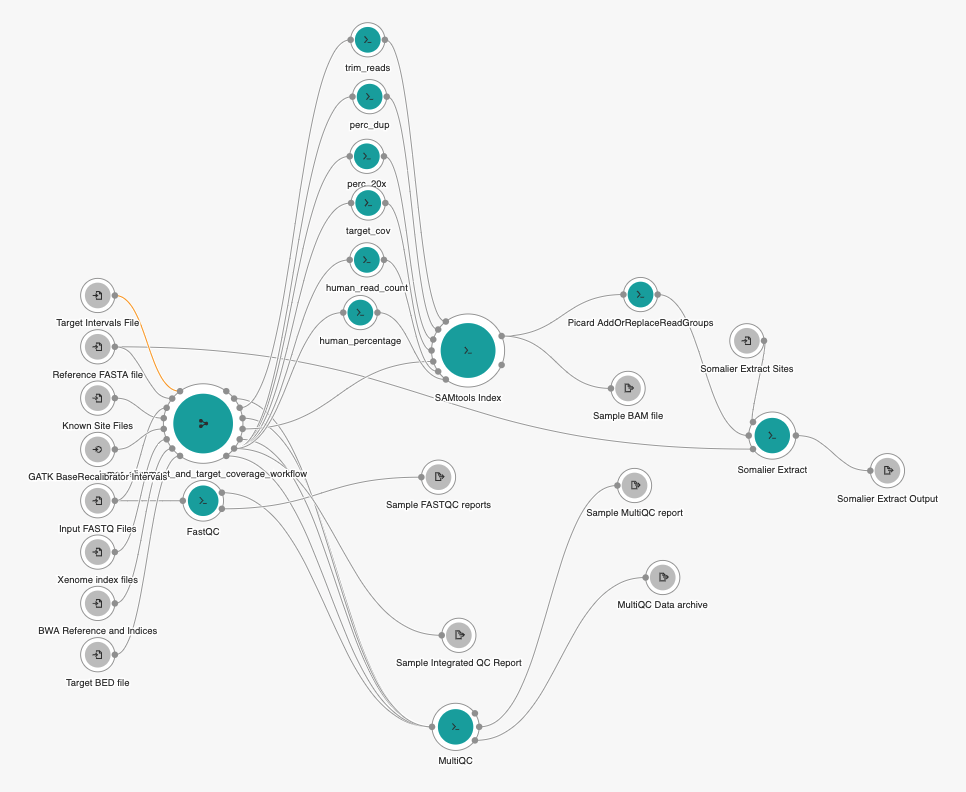 trim_reads
perc_dup
perc_20x
target_cov
human_read_count
human_percentage
Target Intervals File
Reference FASTA file
Known Site Files
GATK BaseRecalibrator Intervals
and_target_coverage_workflow
Input FASTQ Files
FastQC
Xenome index files
BWA Reference and Indices
Target BED file
SAMtools Index
Picard AddOrReplaceReadGroups
Somalier Extract Sites
Sample BAM file
Somalier Extract
Somalier Extract Output
Sample FASTQC reports
Sample MultiQC report
MultiQC Data archive
Sample Integrated QC Report
MultiQC